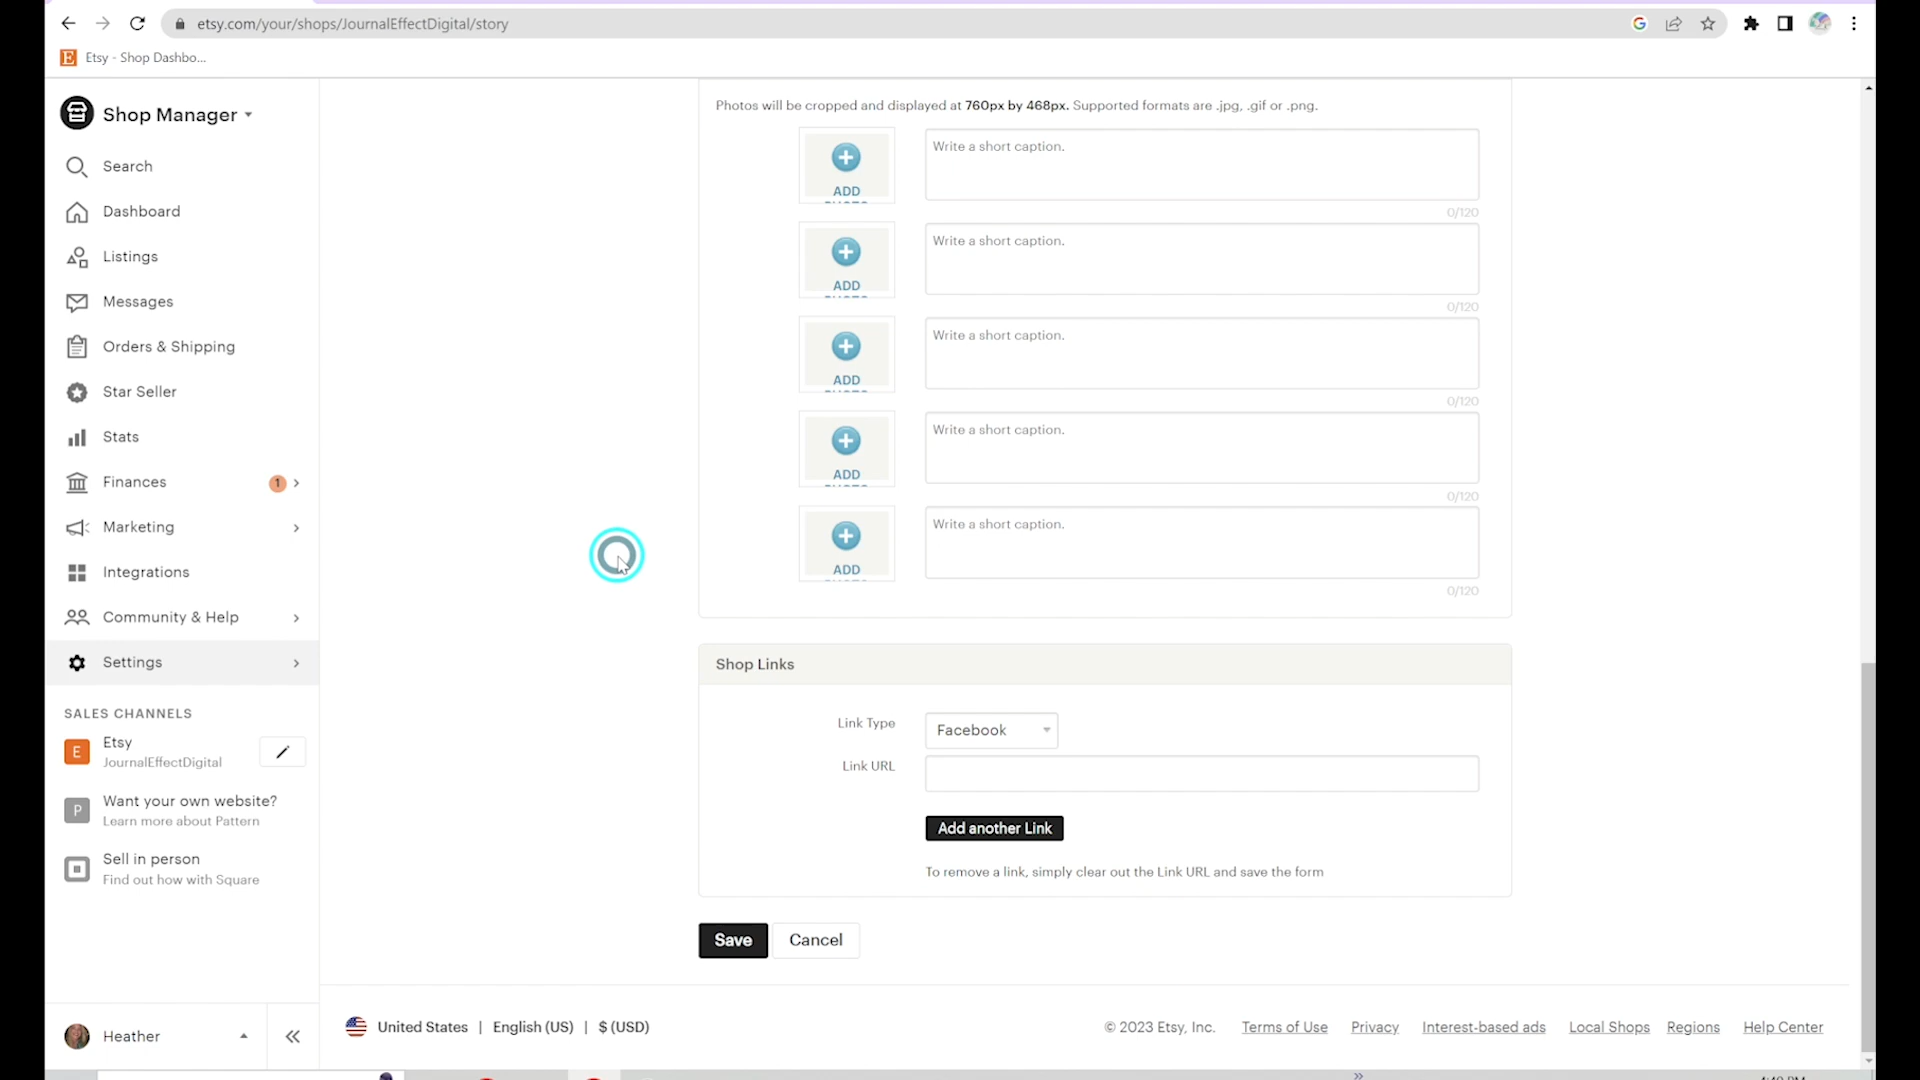 etsy.com/your/shops/JournalEffectDigital/story
Etsy - Shop Dashbo...
Shop Manager
Search
Dashboard
Listings
Messages
Orders & Shipping
Star Seller
Stats
Finances 1
Marketing
Integrations
Community & Help
Settings
SALES CHANNELS
E Etsy
JournalEffectDigital
P Want your own website?
Learn more about Pattern
Sell in person
Find out how with Square
Heather
Photos will be cropped and displayed at 760px by 468px. Supported formats are .jpg, .gif or .png.
ADD
Write a short caption.
0/120
ADD
Write a short caption.
0/120
ADD
Write a short caption.
0/120
ADD
Write a short caption.
0/120
ADD
Write a short caption.
0/120
Shop Links
Link Type Facebook
Link URL
Add another Link
To remove a link, simply clear out the Link URL and save the form
Save Cancel
United States | English (US) | $ (USD)
© 2023 Etsy, Inc. Terms of Use Privacy Interest-based ads Local Shops Regions Help Center